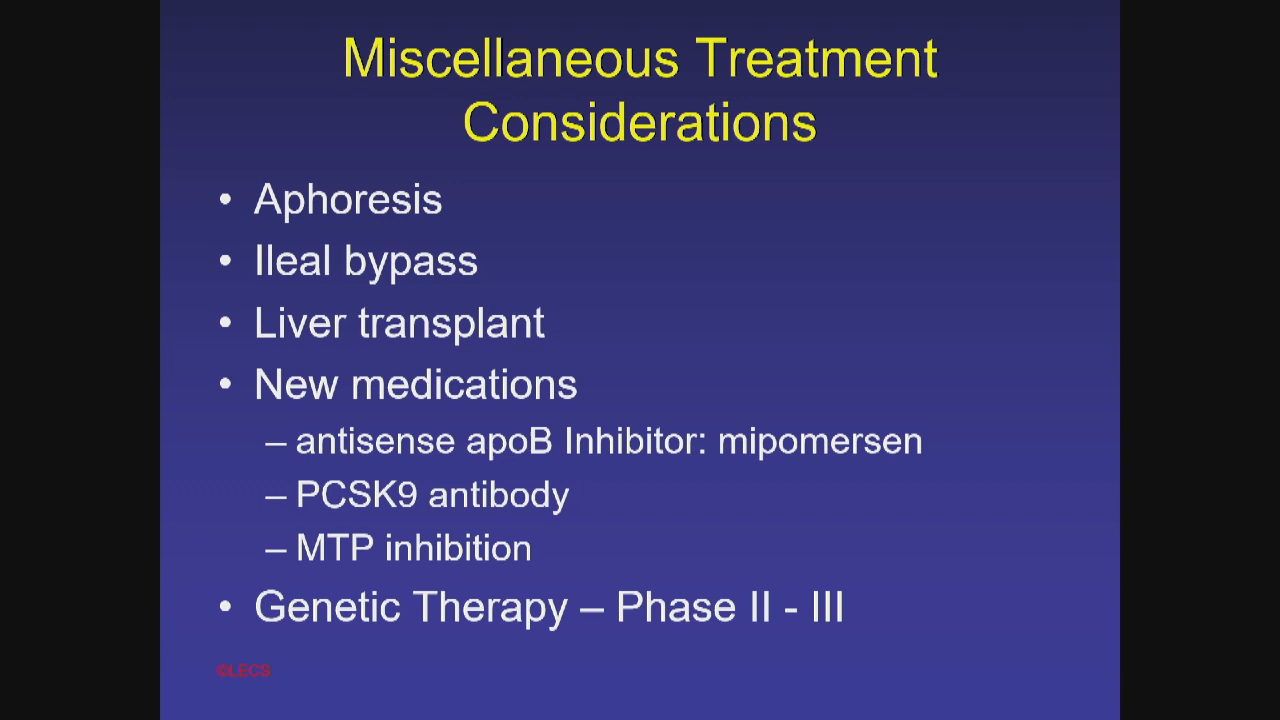 Miscellaneous Treatment
Considerations
• Aphoresis
• Ileal bypass
• Liver transplant
• New medications
– antisense apoB Inhibitor: mipomersen
– PCSK9 antibody
– MTP inhibition
• Genetic Therapy – Phase II - III
©LECS